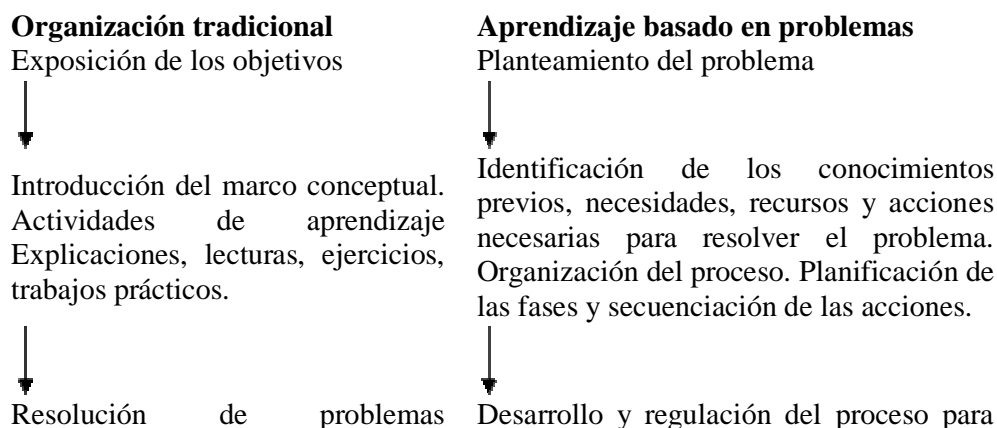 Organización tradicional
Exposición de los objetivos
Introducción del marco conceptual.
Actividades de aprendizaje
Explicaciones, lecturas, ejercicios,
trabajos prácticos.
Resolución de problemas
Aprendizaje basado en problemas
Planteamiento del problema
Identificación de los conocimientos
previos, necesidades, recursos y acciones
necesarias para resolver el problema.
Organización del proceso. Planificación de
las fases y secuenciación de las acciones.
Desarrollo y regulación del proceso para